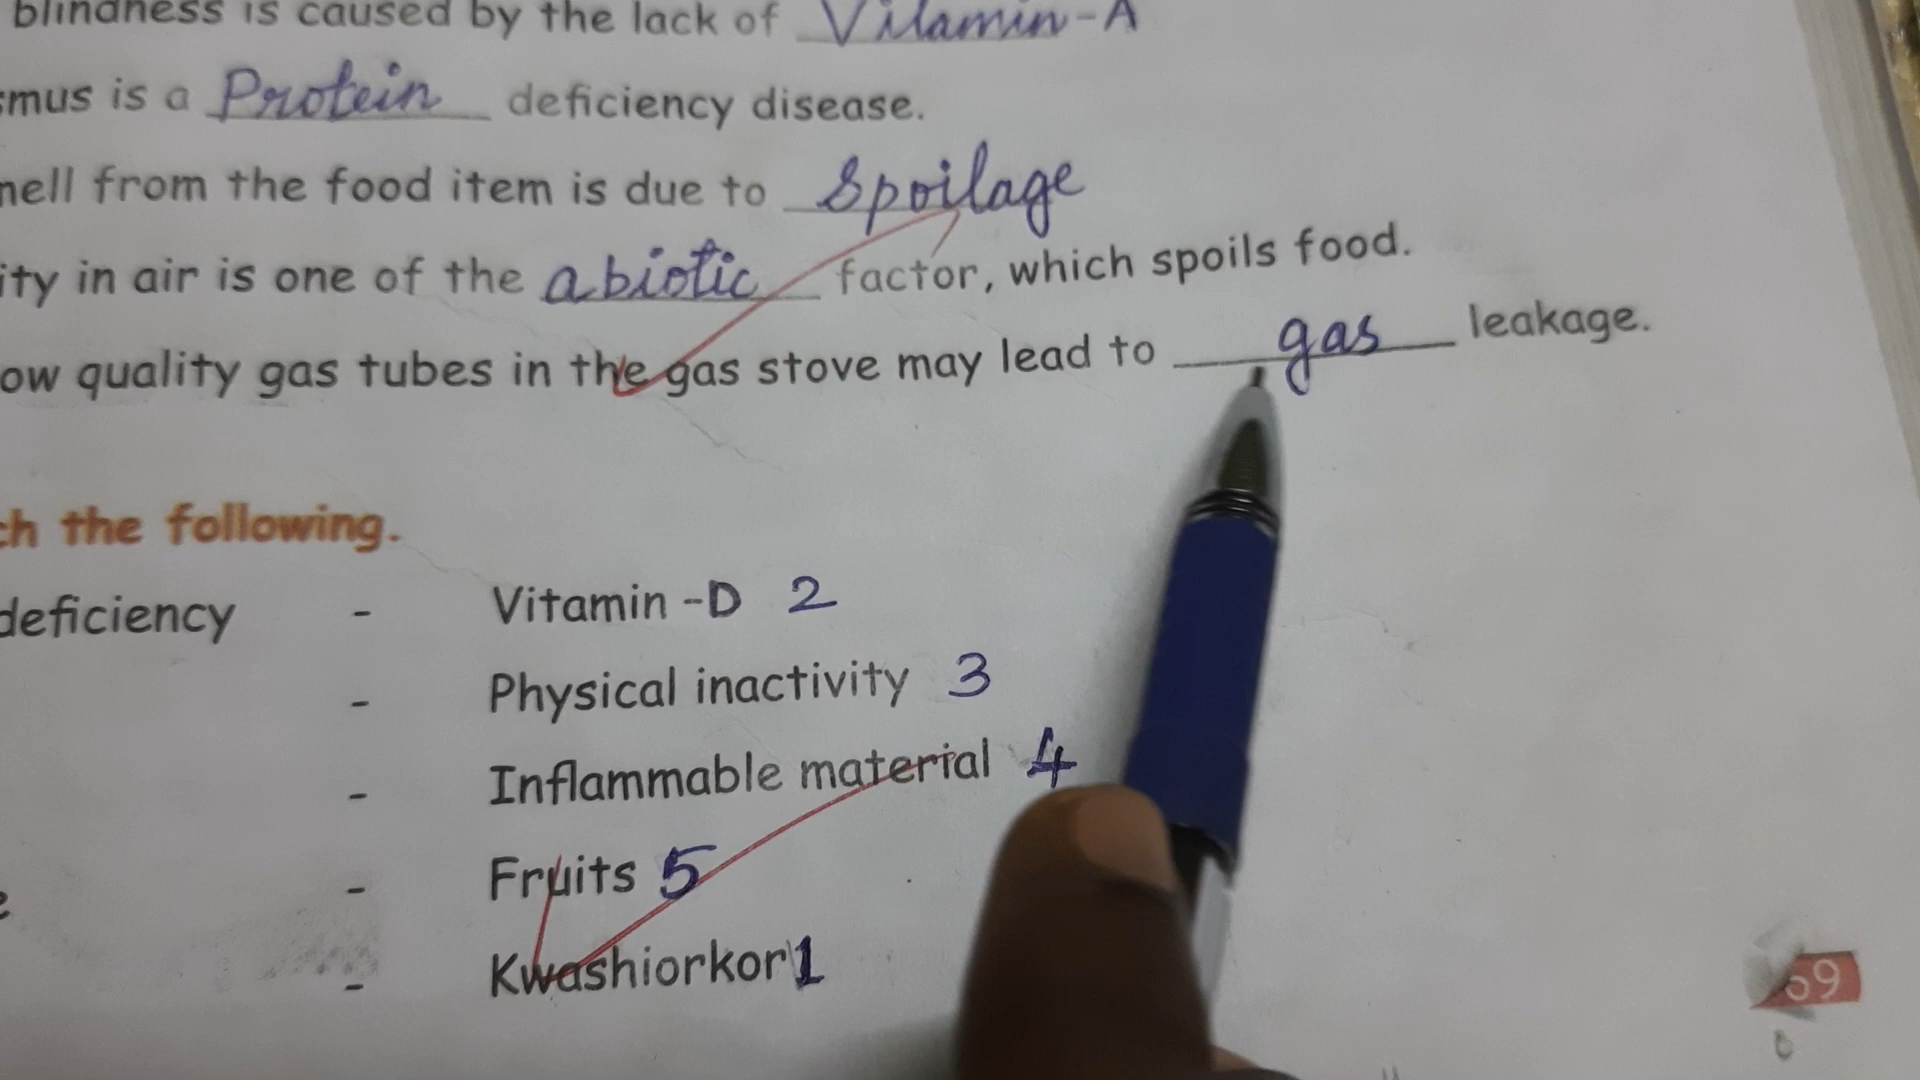 blindness is caused by the lack of Vitamin-A
smus is a Protein deficiency disease.
mell from the food item is due to Spoilage
ity in air is one of the abiotic factor, which spoils food.
ow quality gas tubes in the gas stove may lead to gas leakage.
ch the following.
deficiency - Vitamin -D 2
- Physical inactivity 3
- Inflammable material 4
e - Fruits 5
- Kwashiorkor 1
69